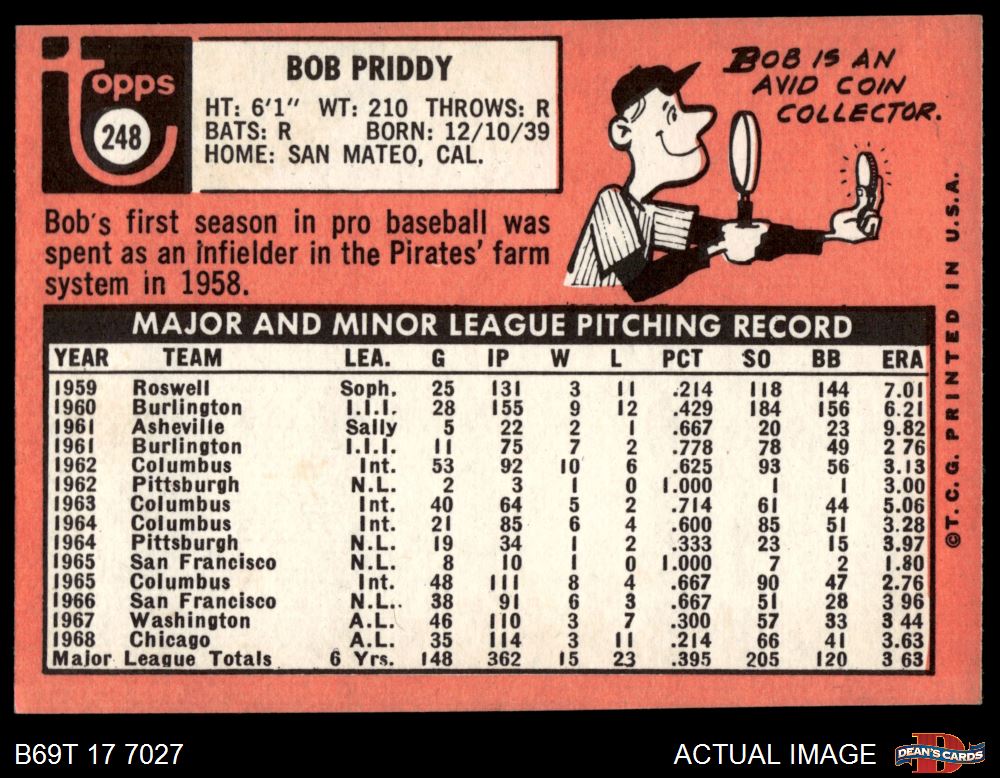 topps
248
BOB PRIDDY
HT: 6'1" WT: 210 THROWS: R
BATS: R BORN: 12/10/39
HOME: SAN MATEO, CAL.
BOB IS AN
AVID COIN
COLLECTOR.
Bob's first season in pro baseball was
spent as an infielder in the Pirates' farm
system in 1958.
MAJOR AND MINOR LEAGUE PITCHING RECORD
YEAR TEAM LEA. G IP W L PCT SO BB ERA
1959 Roswell Soph. 25 131 3 11 .214 118 144 7.01
1960 Burlington I.I.I. 28 155 9 12 .429 184 156 6.21
1961 Asheville Sally 5 22 2 1 .667 20 23 9.82
1961 Burlington I.I.I. 11 75 7 2 .778 78 49 2 76
1962 Columbus Int. 53 92 10 6 .625 93 56 3.13
1962 Pittsburgh N.L. 2 3 1 0 1.000 1 1 3.00
1963 Columbus Int. 40 64 5 2 .714 61 44 5.06
1964 Columbus Int. 21 85 6 4 .600 85 51 3.28
1964 Pittsburgh N.L. 19 34 1 2 .333 23 15 3.97
1965 San Francisco N.L. 8 10 1 0 1.000 7 2 1.80
1965 Columbus Int. 48 111 8 4 .667 90 47 2.76
1966 San Francisco N.L. 38 91 6 3 .667 51 28 3 96
1967 Washington A.L. 46 110 3 7 .300 57 33 3 44
1968 Chicago A.L. 35 114 3 11 .214 66 41 3.63
Major League Totals 6 Yrs. 148 362 15 23 .395 205 120 3 63
©T.C.G. PRINTED IN U.S.A.
B69T 17 7027
ACTUAL IMAGE
DEAN'S CARDS